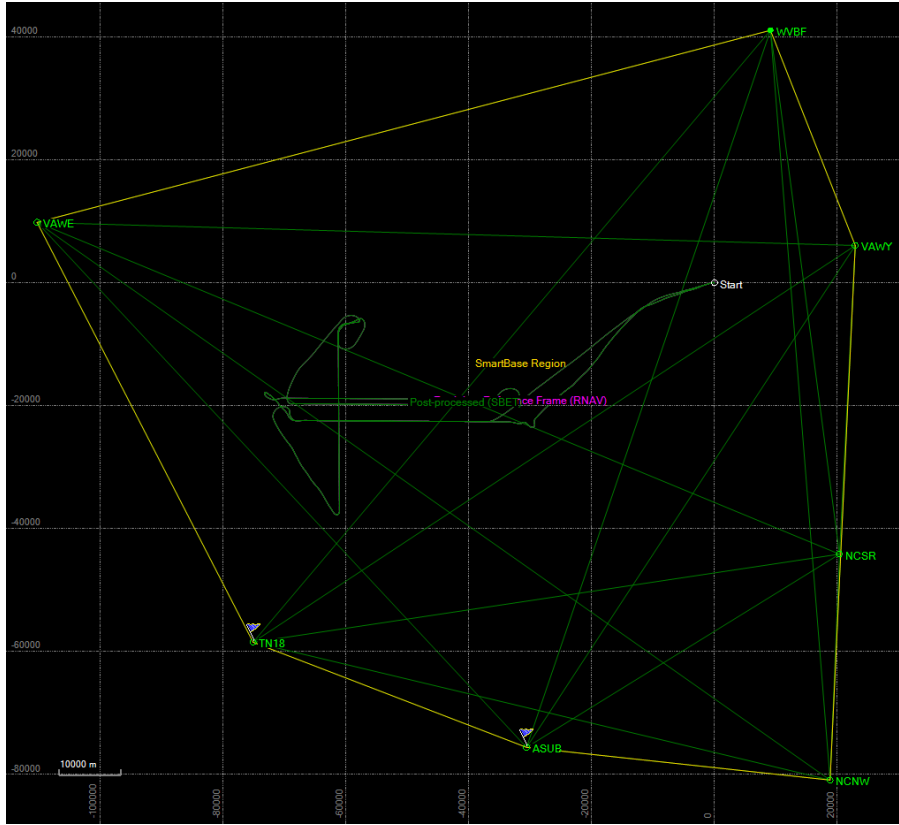 40000
WVBF
20000
VAWE
VAWY
0
Start
SmartBase Region
Post-processed (SBET)
ce Frame (RNAV)
-20000
-40000
NCSR
TN18
-60000
ASUB
10000 m
-80000
NCNW
-100000
-80000
-60000
-40000
-20000
0
20000